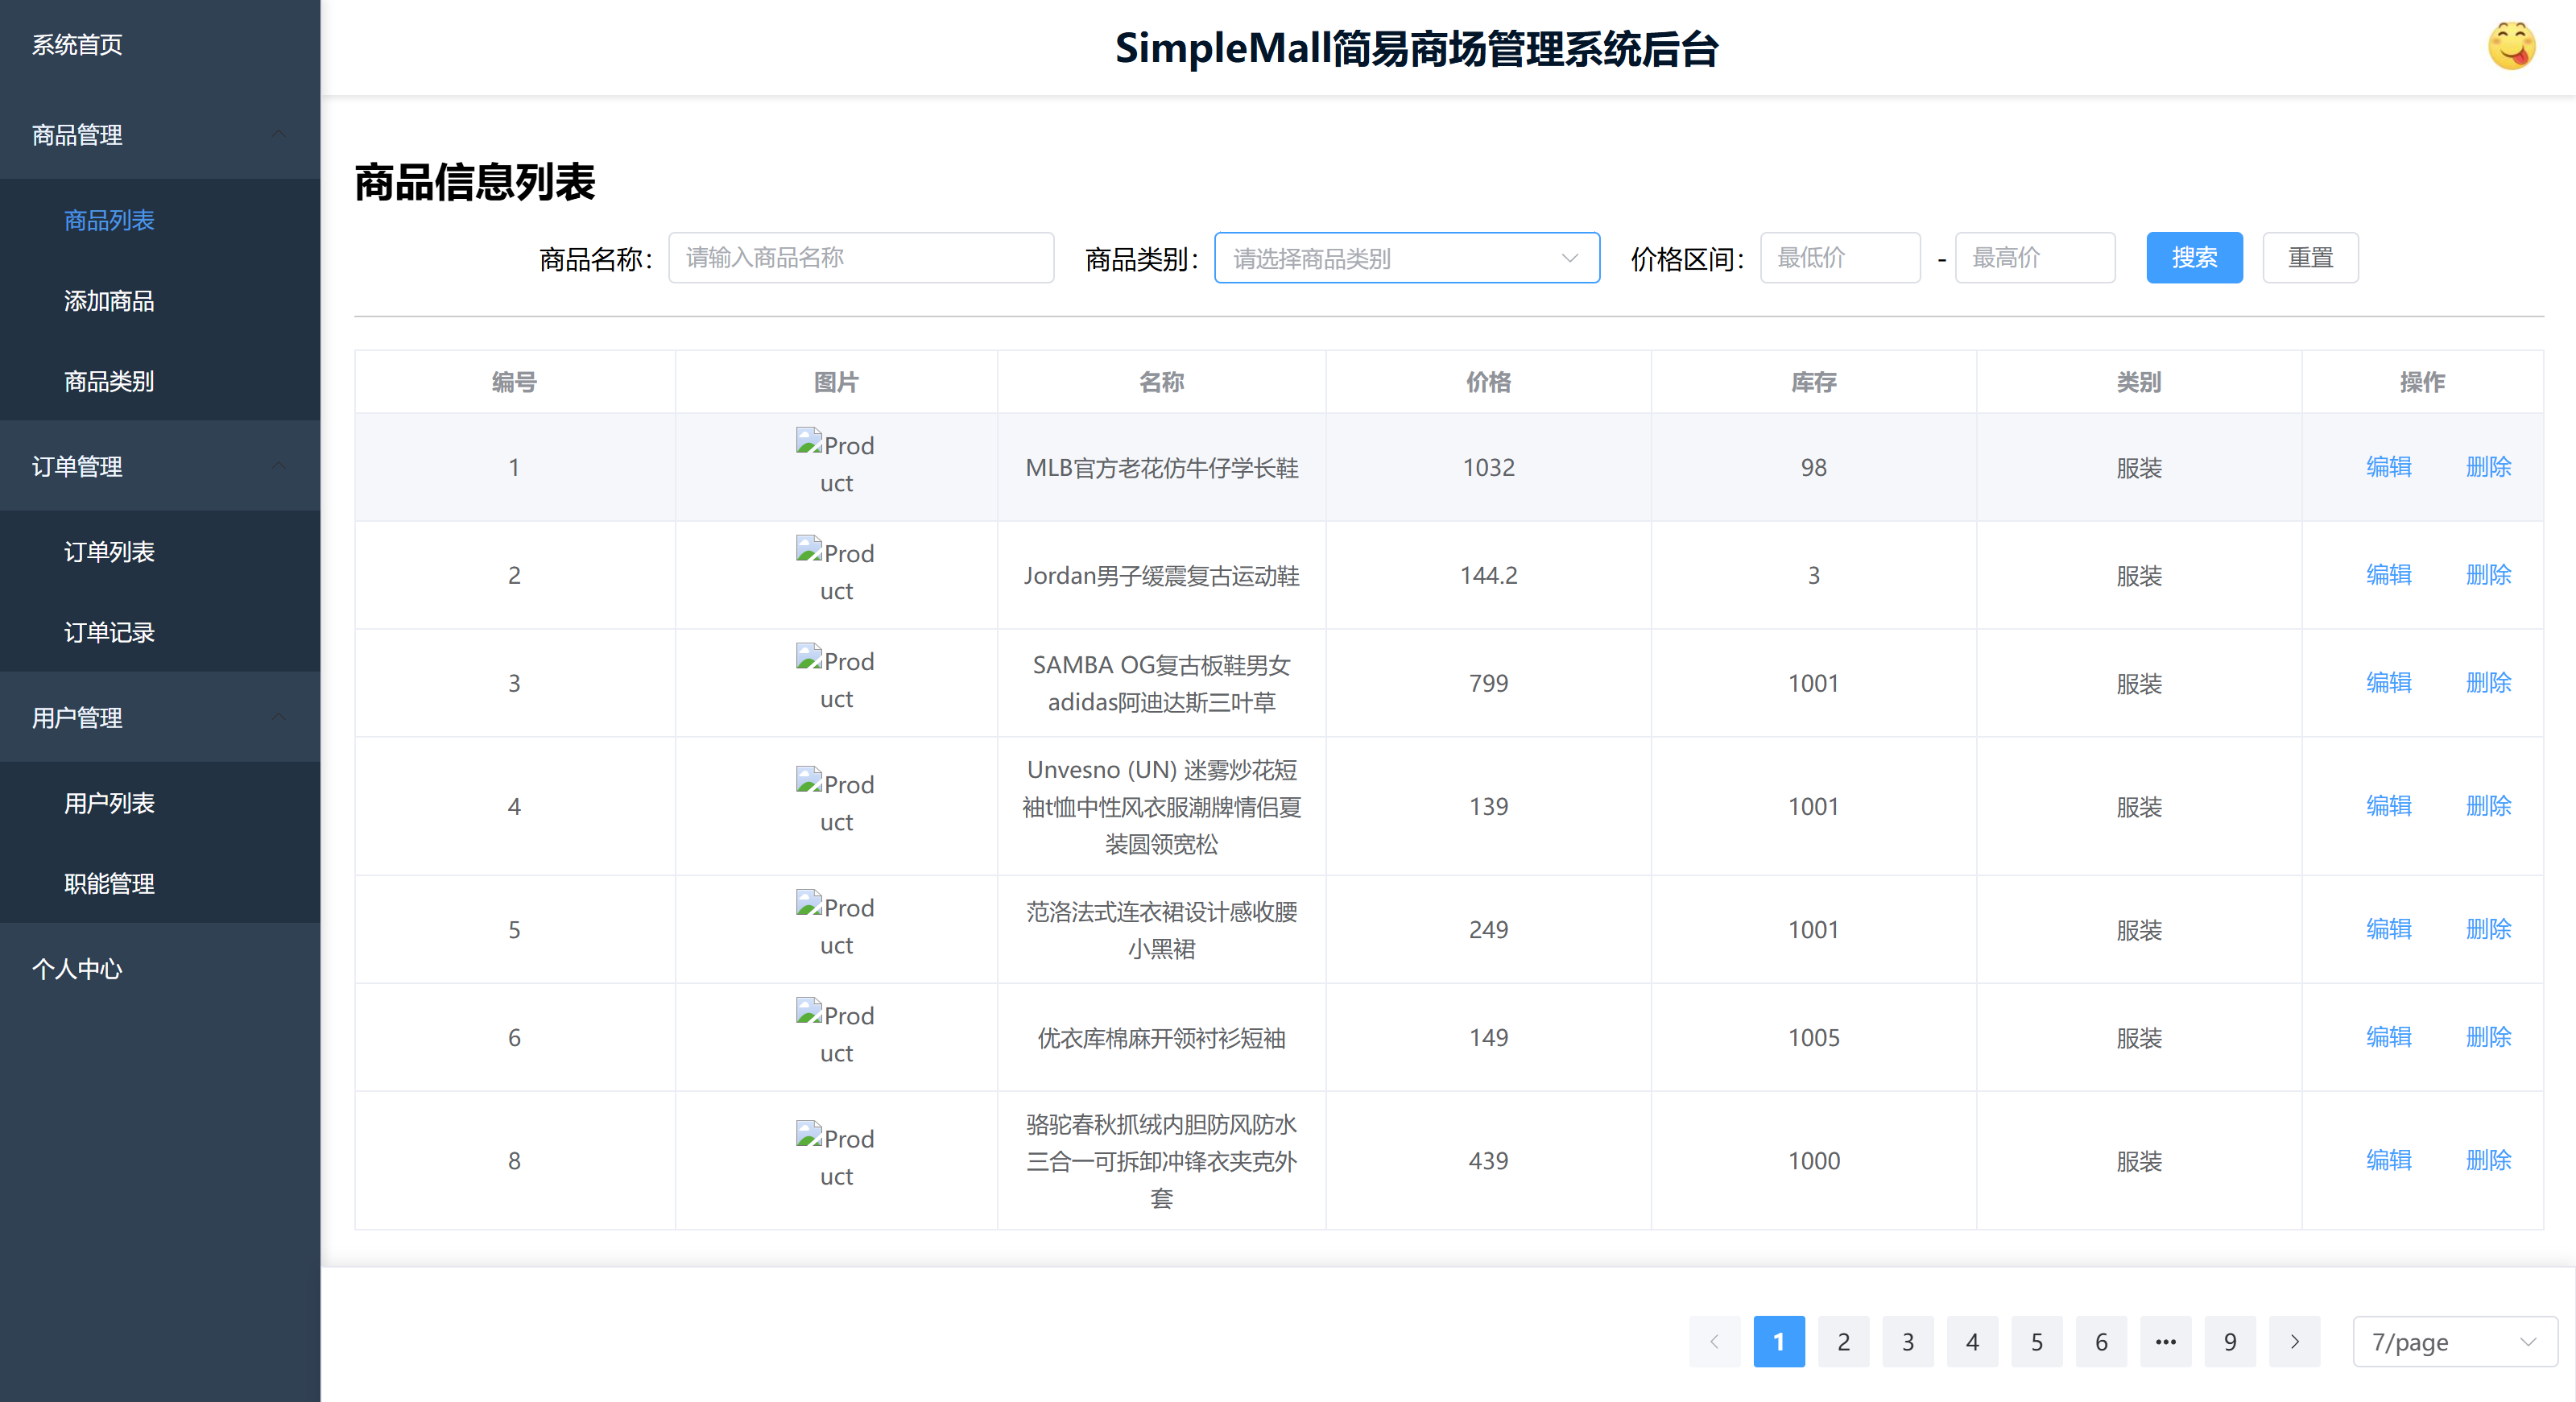 系统首页
商品管理
商品列表
添加商品
商品类别
订单管理
订单列表
订单记录
用户管理
用户列表
职能管理
个人中心
SimpleMall简易商场管理系统后台
商品信息列表
商品名称： 请输入商品名称 商品类别： 请选择商品类别 价格区间： 最低价 - 最高价 搜索 重置
编号 图片 名称 价格 库存 类别 操作
1 Prod
uct MLB官方老花仿牛仔学长鞋 1032 98 服装 编辑 删除
2 Prod
uct Jordan男子缓震复古运动鞋 144.2 3 服装 编辑 删除
3 Prod
uct SAMBA OG复古板鞋男女
adidas阿迪达斯三叶草 799 1001 服装 编辑 删除
4 Prod
uct Unvesno (UN) 迷雾炒花短
袖t恤中性风衣服潮牌情侣夏
装圆领宽松 139 1001 服装 编辑 删除
5 Prod
uct 范洛法式连衣裙设计感收腰
小黑裙 249 1001 服装 编辑 删除
6 Prod
uct 优衣库棉麻开领衬衫短袖 149 1005 服装 编辑 删除
8 Prod
uct 骆驼春秋抓绒内胆防风防水
三合一可拆卸冲锋衣夹克外
套 439 1000 服装 编辑 删除
1 2 3 4 5 6 ••• 9 7/page